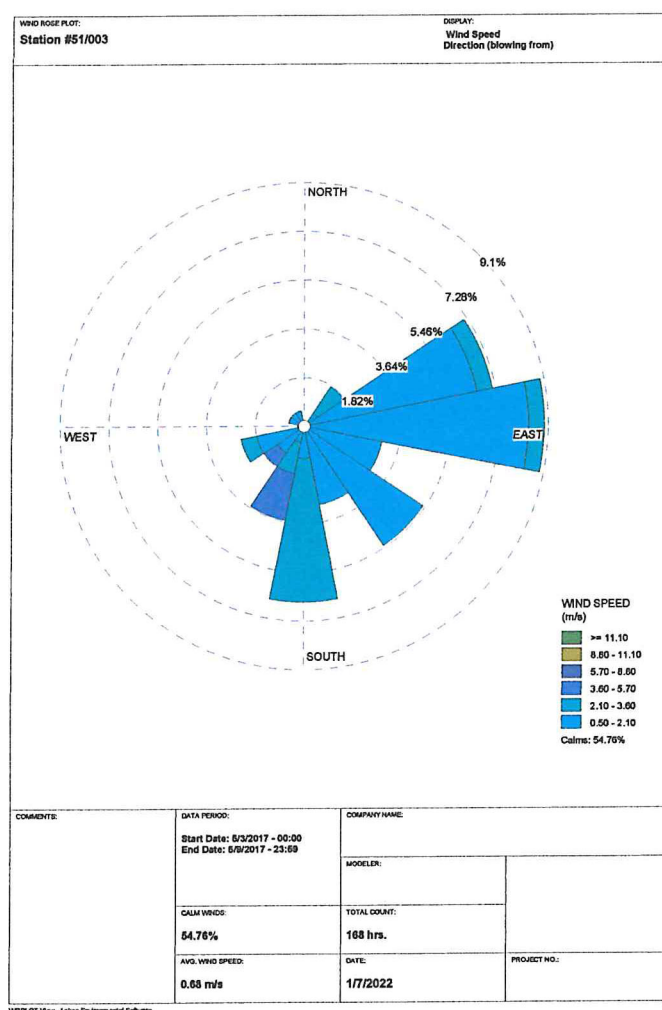 WIND ROSE PLOT:
Station #51/003
DISPLAY:
Wind Speed
Direction (blowing from)
NORTH
9.1%
7.28%
5.46%
3.64%
1.82%
WEST
EAST
SOUTH
WIND SPEED
(m/s)
>= 11.10
8.60 - 11.10
5.70 - 8.60
3.60 - 5.70
2.10 - 3.60
0.50 - 2.10
Calms: 54.76%
COMMENTS:
DATA PERIOD:
Start Date: 5/3/2017 - 00:00
End Date: 5/9/2017 - 23:59
COMPANY NAME:
MODELER:
CALM WINDS:
54.76%
TOTAL COUNT:
168 hrs.
AVG. WIND SPEED:
0.68 m/s
DATE:
1/7/2022
PROJECT NO.: